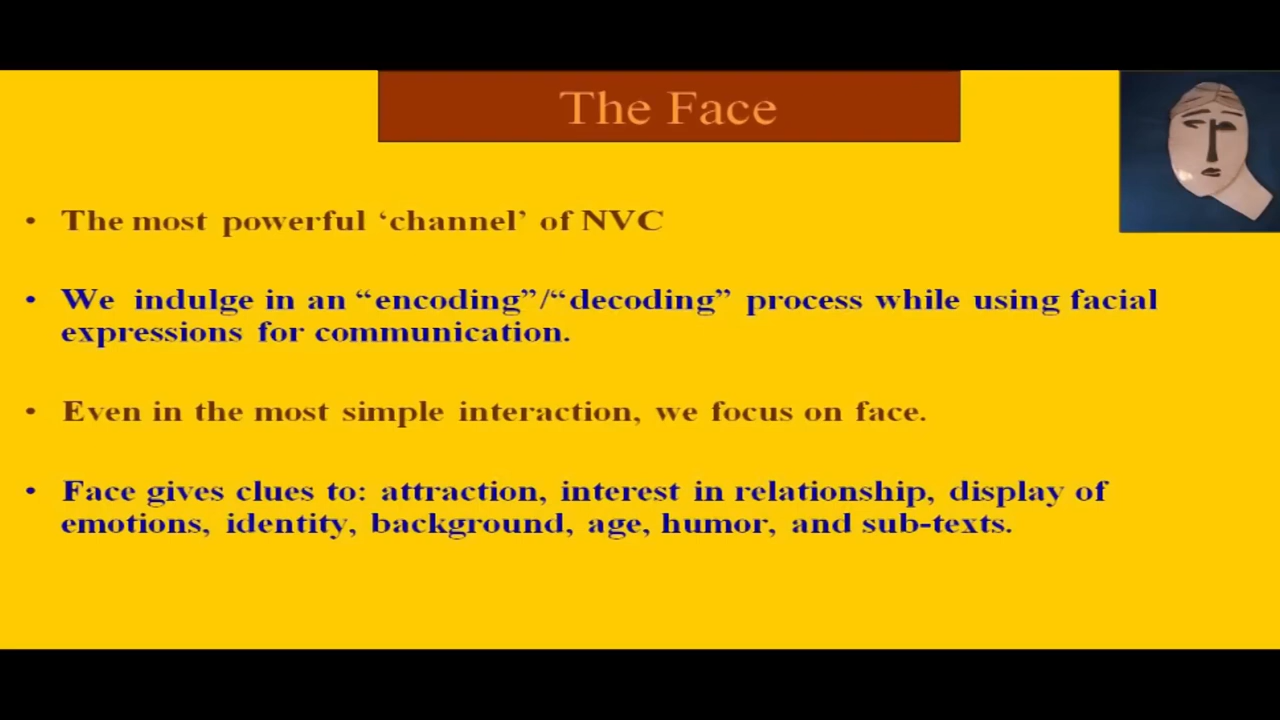 The Face
• The most powerful ‘channel’ of NVC
• We indulge in an “encoding”/“decoding” process while using facial
expressions for communication.
• Even in the most simple interaction, we focus on face.
• Face gives clues to: attraction, interest in relationship, display of
emotions, identity, background, age, humor, and sub-texts.